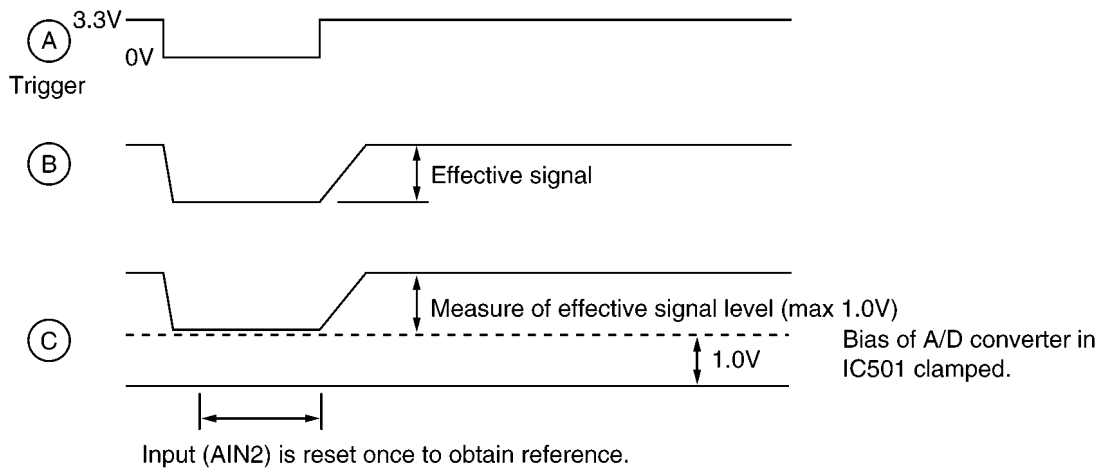 A
3.3V
0V
Trigger
B
Effective signal
C
Measure of effective signal level (max 1.0V)
1.0V
Bias of A/D converter in
IC501 clamped.
Input (AIN2) is reset once to obtain reference.